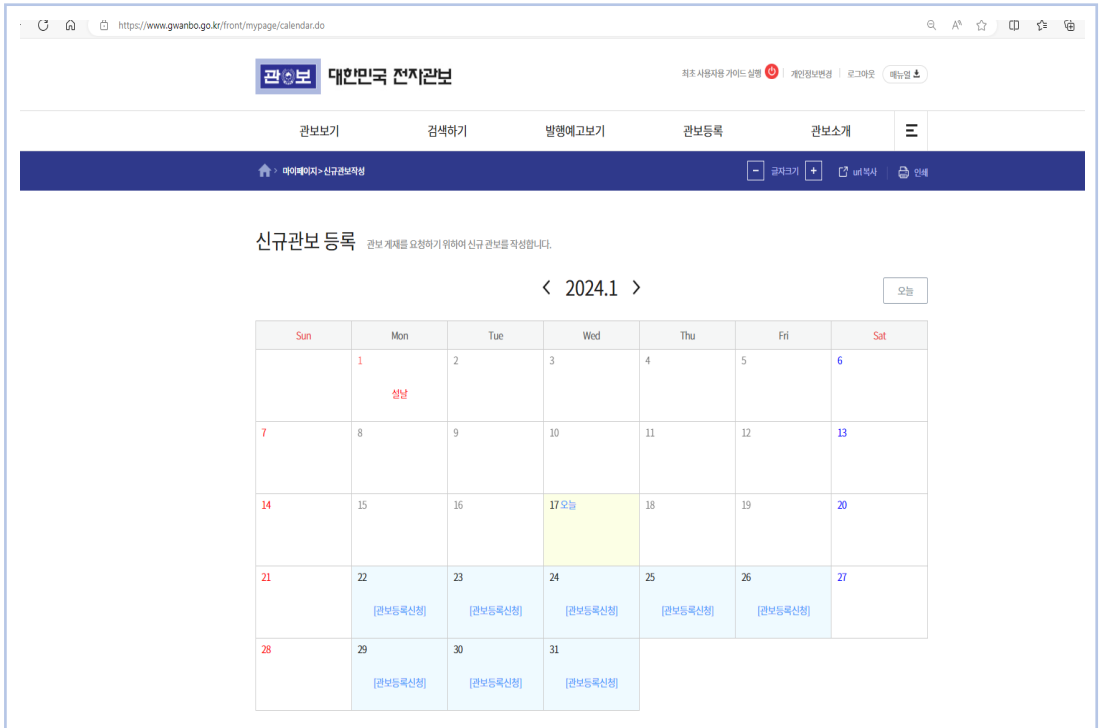 https://www.gwanbo.go.kr/front/mypage/calendar.do
관보 대한민국 전자관보
최초 사용자용 가이드 실행 개인정보변경 로그아웃 매뉴얼
관보보기 검색하기 발행예고보기 관보등록 관보소개
마이페이지 > 신규관보작성 - 글자크기 + url 복사 인쇄
신규관보 등록 관보 게재를 요청하기 위하여 신규 관보를 작성합니다.
2024.1 오늘
Sun Mon Tue Wed Thu Fri Sat
1 2 3 4 5 6
설날
7 8 9 10 11 12 13
14 15 16 17 오늘 18 19 20
21 22 23 24 25 26 27
[관보등록신청] [관보등록신청] [관보등록신청] [관보등록신청] [관보등록신청]
28 29 30 31
[관보등록신청] [관보등록신청] [관보등록신청]